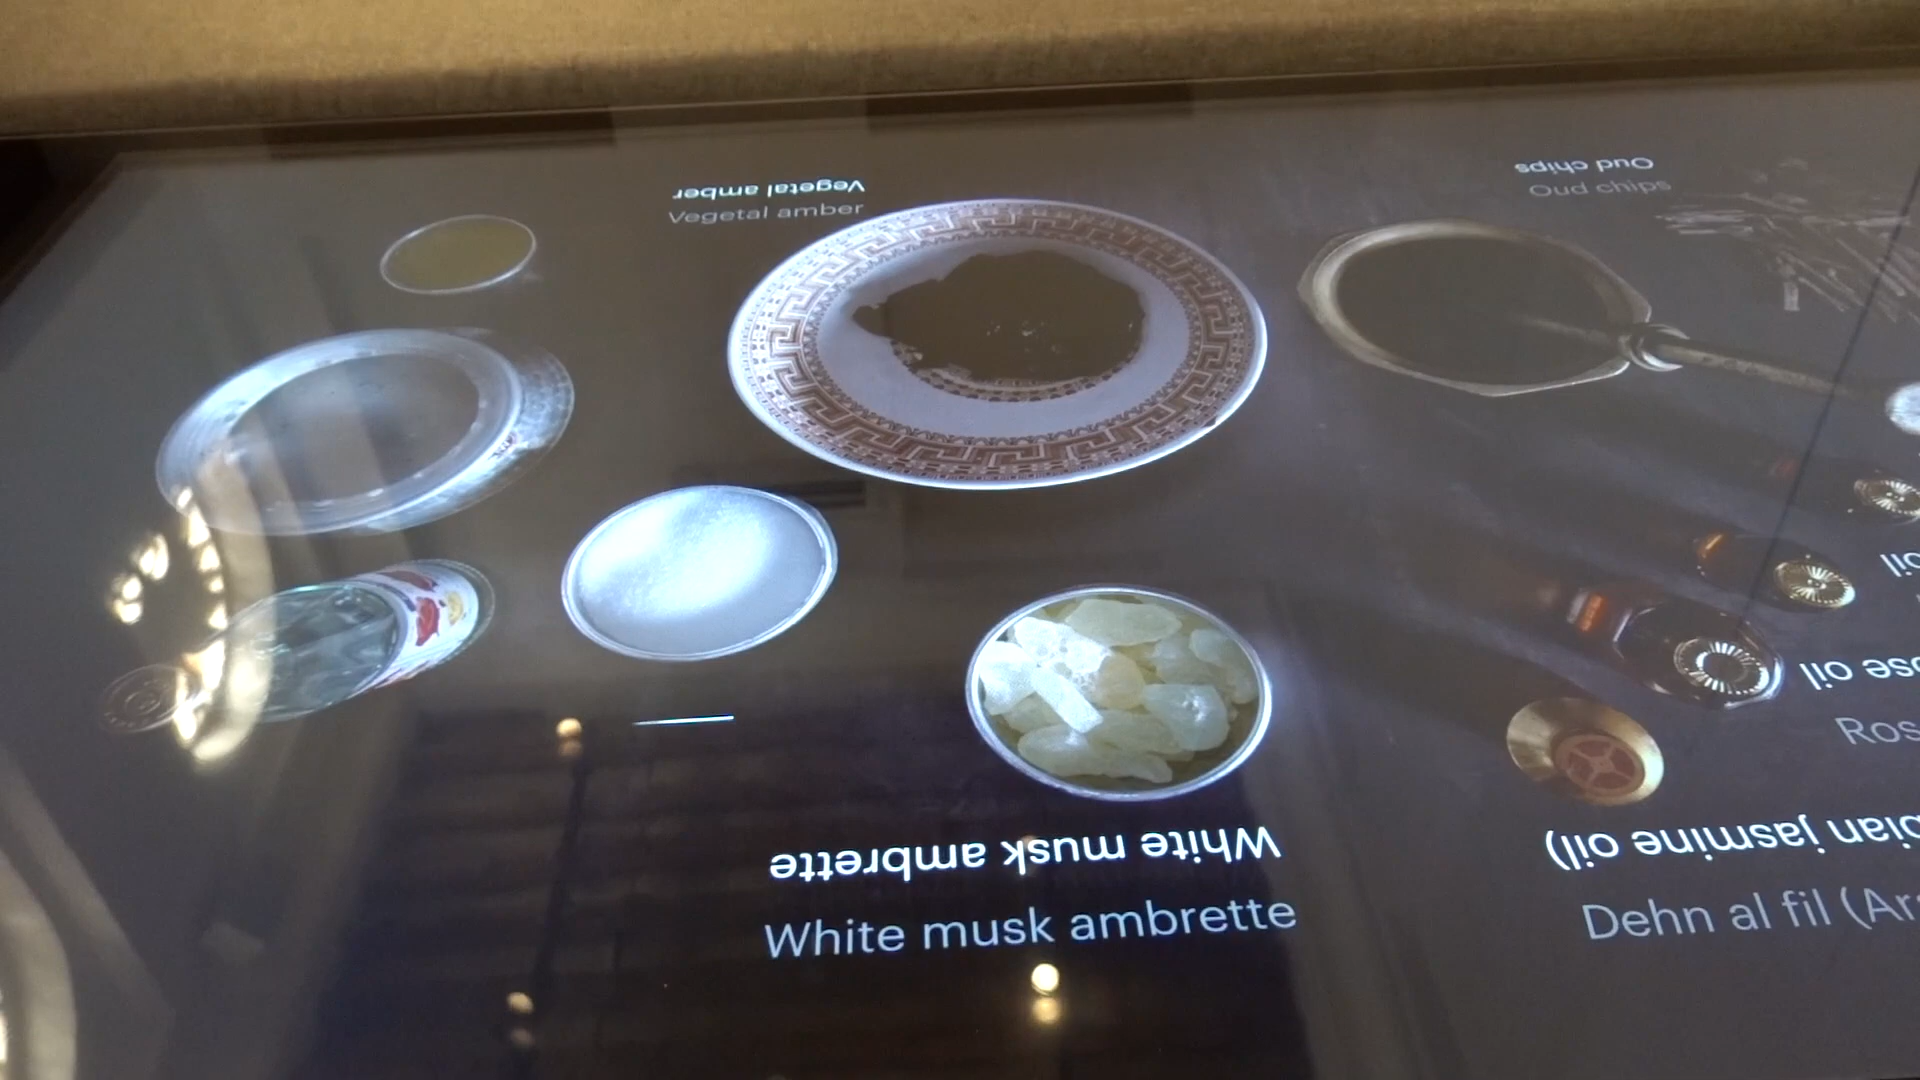 Vegetal amber
Vegetal amber
Oud chips
Oud chips
oil
ose oil
Ros
White musk ambrette
White musk ambrette
bian jasmine oil)
Dehn al fil (Ar